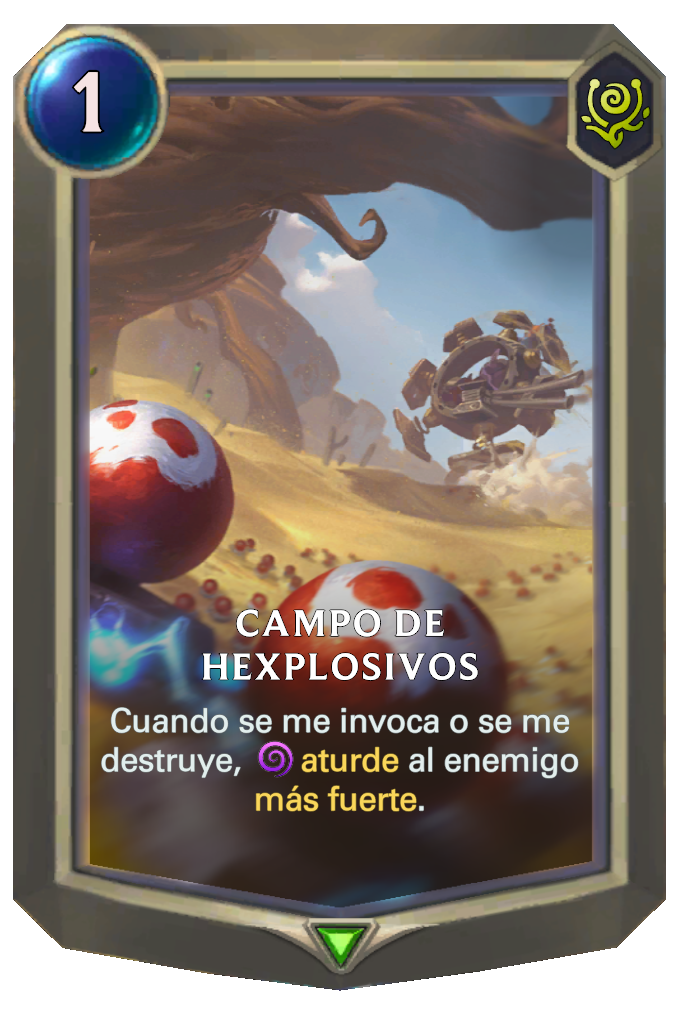 1
CAMPO DE
HEXPLOSIVOS
Cuando se me invoca o se me
destruye, aturde al enemigo
más fuerte.